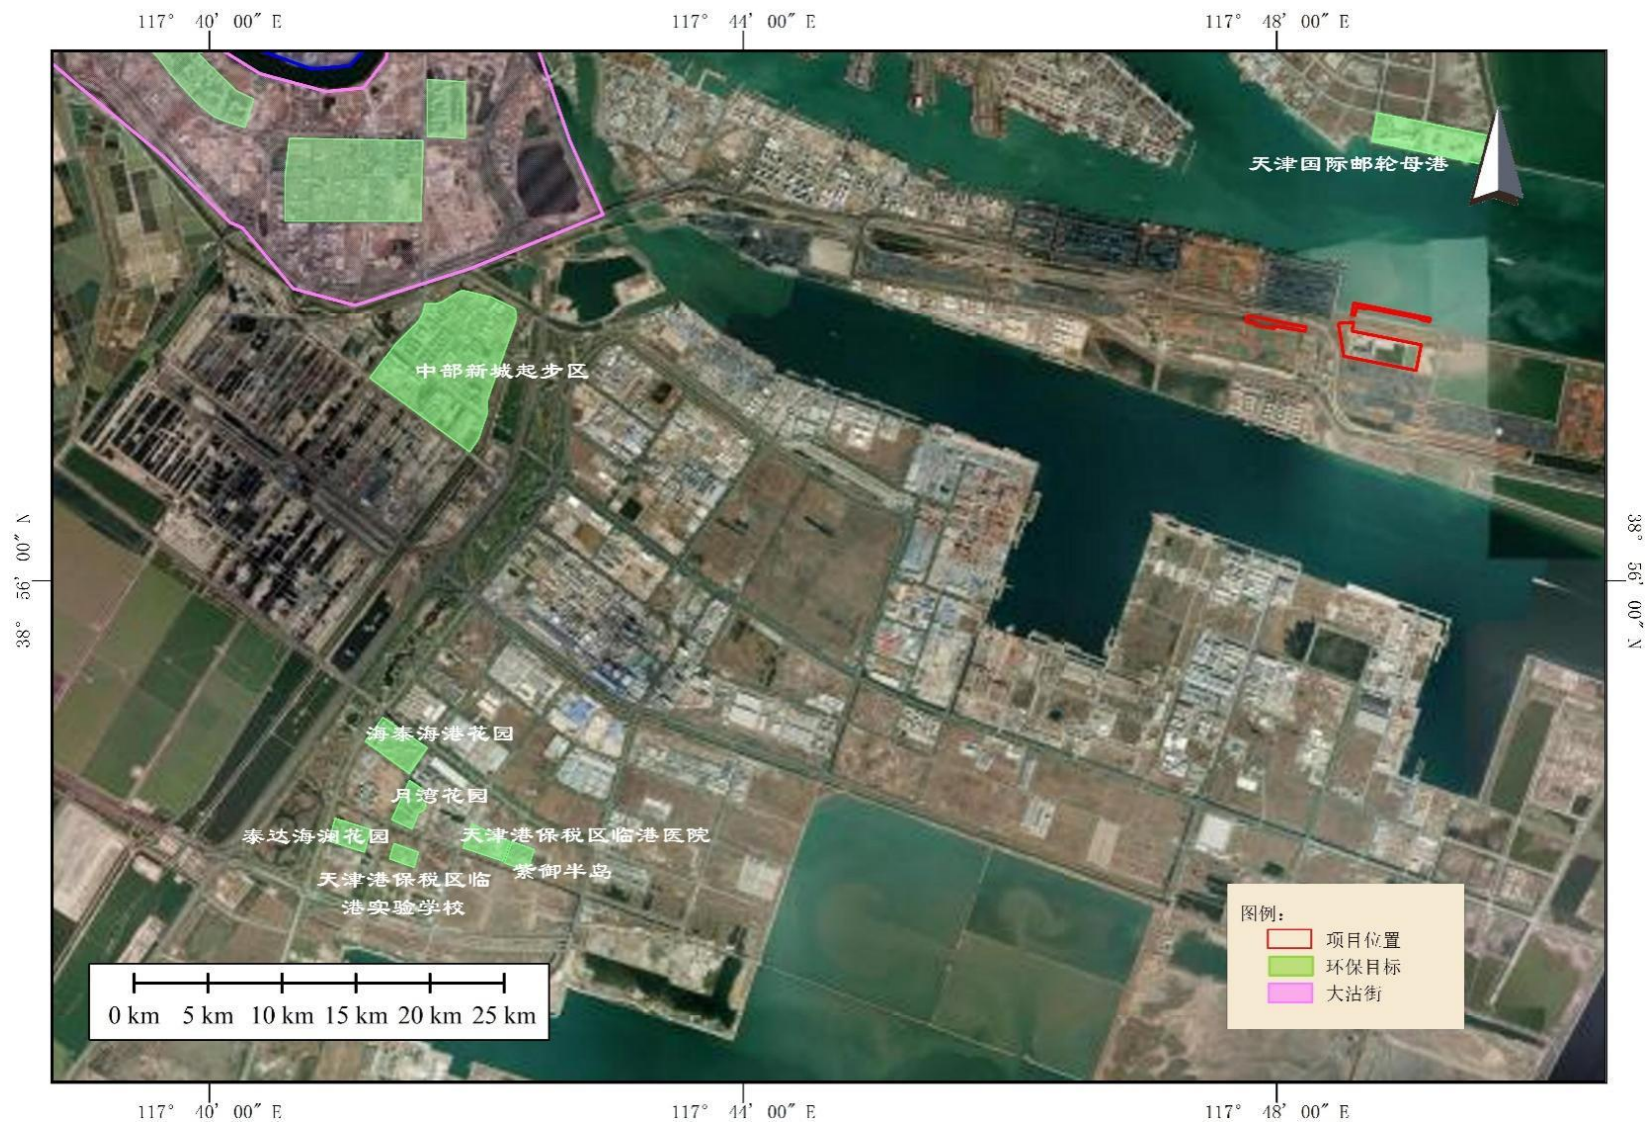 117° 40′ 00″ E
117° 44′ 00″ E
117° 48′ 00″ E
天津国际邮轮母港
中部新城起步区
38° 56′ 00″ N
38° 56′ 00″ N
海泰海港花园
月湾花园
泰达海澜花园
天津港保税区临港医院
紫御半岛
天津港保税区临
港实验学校
图例：
项目位置
环保目标
大沽街
0 km 5 km 10 km 15 km 20 km 25 km
117° 40′ 00″ E
117° 44′ 00″ E
117° 48′ 00″ E